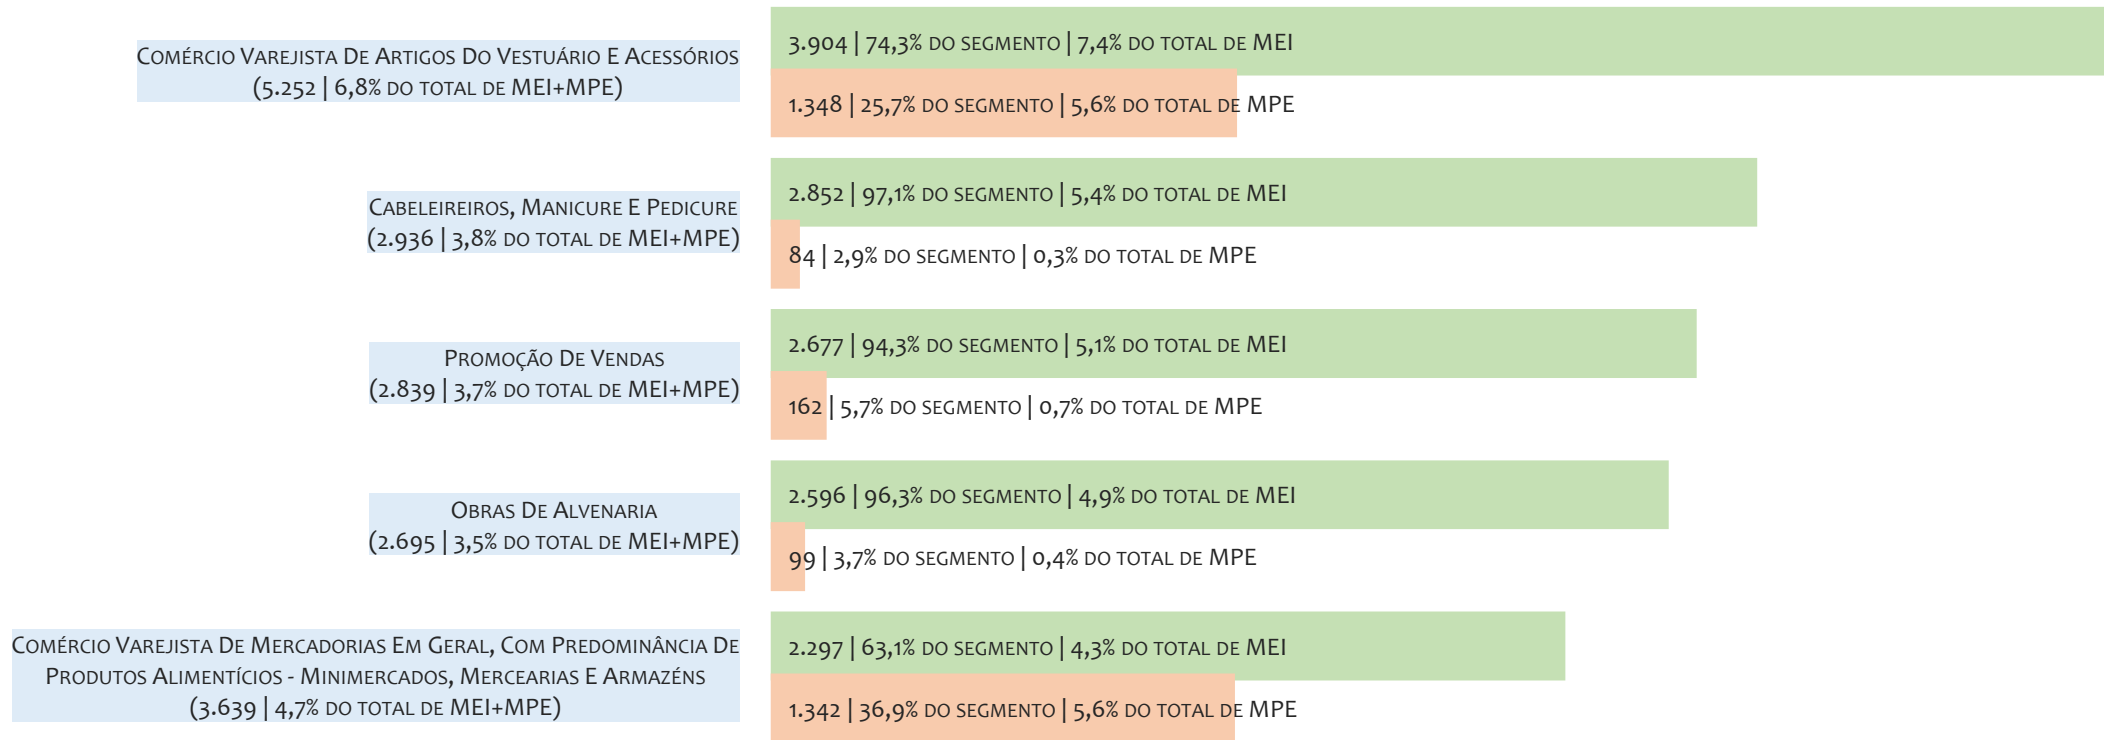 Comércio Varejista De Artigos Do Vestuário E Acessórios
(5.252 | 6,8% do total de MEI+MPE)
3.904 | 74,3% do segmento | 7,4% do total de MEI
1.348 | 25,7% do segmento | 5,6% do total de MPE
Cabeleireiros, Manicure E Pedicure
(2.936 | 3,8% do total de MEI+MPE)
2.852 | 97,1% do segmento | 5,4% do total de MEI
84 | 2,9% do segmento | 0,3% do total de MPE
Promoção De Vendas
(2.839 | 3,7% do total de MEI+MPE)
2.677 | 94,3% do segmento | 5,1% do total de MEI
162 | 5,7% do segmento | 0,7% do total de MPE
Obras De Alvenaria
(2.695 | 3,5% do total de MEI+MPE)
2.596 | 96,3% do segmento | 4,9% do total de MEI
99 | 3,7% do segmento | 0,4% do total de MPE
Comércio Varejista De Mercadorias Em Geral, Com Predominância De
Produtos Alimentícios - Minimercados, Mercearias E Armazéns
(3.639 | 4,7% do total de MEI+MPE)
2.297 | 63,1% do segmento | 4,3% do total de MEI
1.342 | 36,9% do segmento | 5,6% do total de MPE